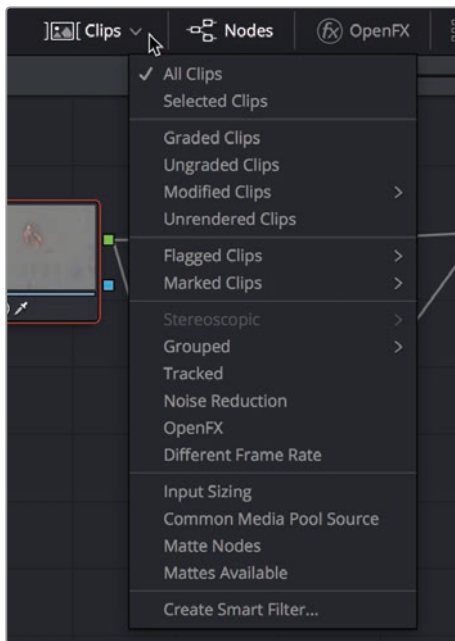 Clips
Nodes
fx OpenFX
All Clips
Selected Clips
Graded Clips
Ungraded Clips
Modified Clips
Unrendered Clips
Flagged Clips
Marked Clips
Stereoscopic
Grouped
Tracked
Noise Reduction
OpenFX
Different Frame Rate
Input Sizing
Common Media Pool Source
Matte Nodes
Mattes Available
Create Smart Filter...